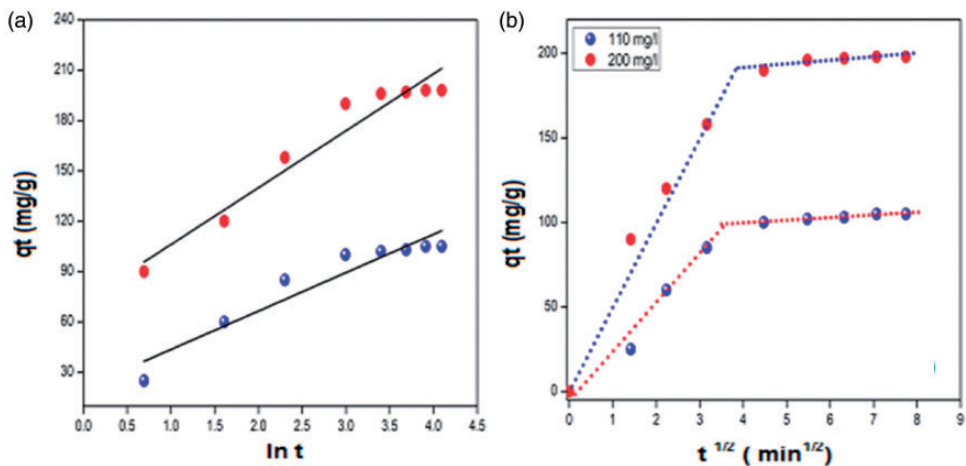 (a)
240
210
180
150
120
90
60
30
qt (mg/g)
0.0 0.5 1.0 1.5 2.0 2.5 3.0 3.5 4.0 4.5
ln t
(b)
110 mg/l
200 mg/l
200
150
100
50
0
qt (mg/g)
0 1 2 3 4 5 6 7 8 9
t 1/2 ( min1/2)